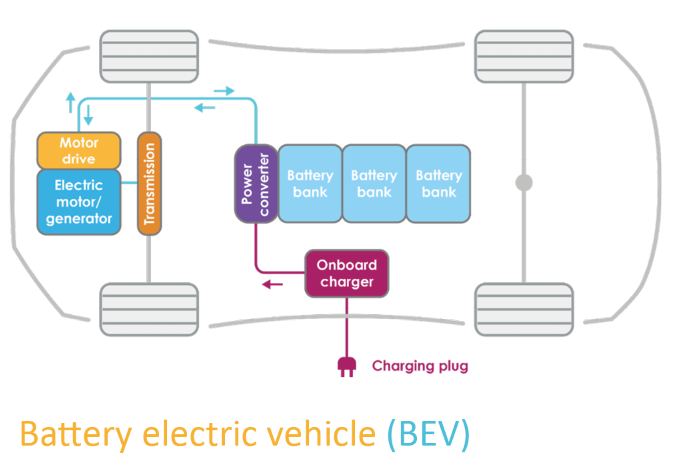 Motor
drive
Electric
motor/
generator
Transmission
Power
converter
Battery
bank
Battery
bank
Battery
bank
Onboard
charger
Charging plug
Battery electric vehicle (BEV)